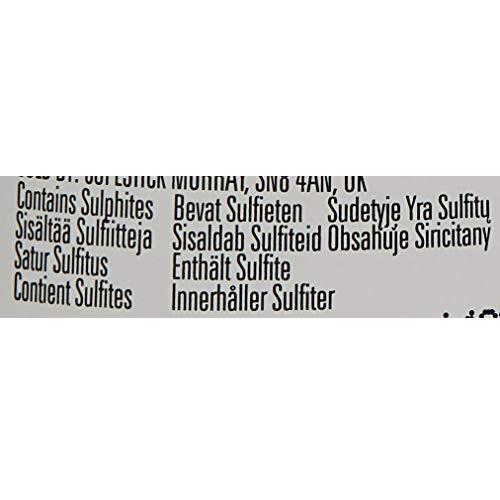 MURRAY, SN8 4AN, UK
Contains Sulphites Bevat Sulfieten Sudetyje Yra Sulfitų
Sisältää Sulfiitteja Sisaldab Sulfiteid Obsahuje Siricitany
Satur Sulfitus Enthält Sulfite
Contient Sulfites Innerhåller Sulfiter